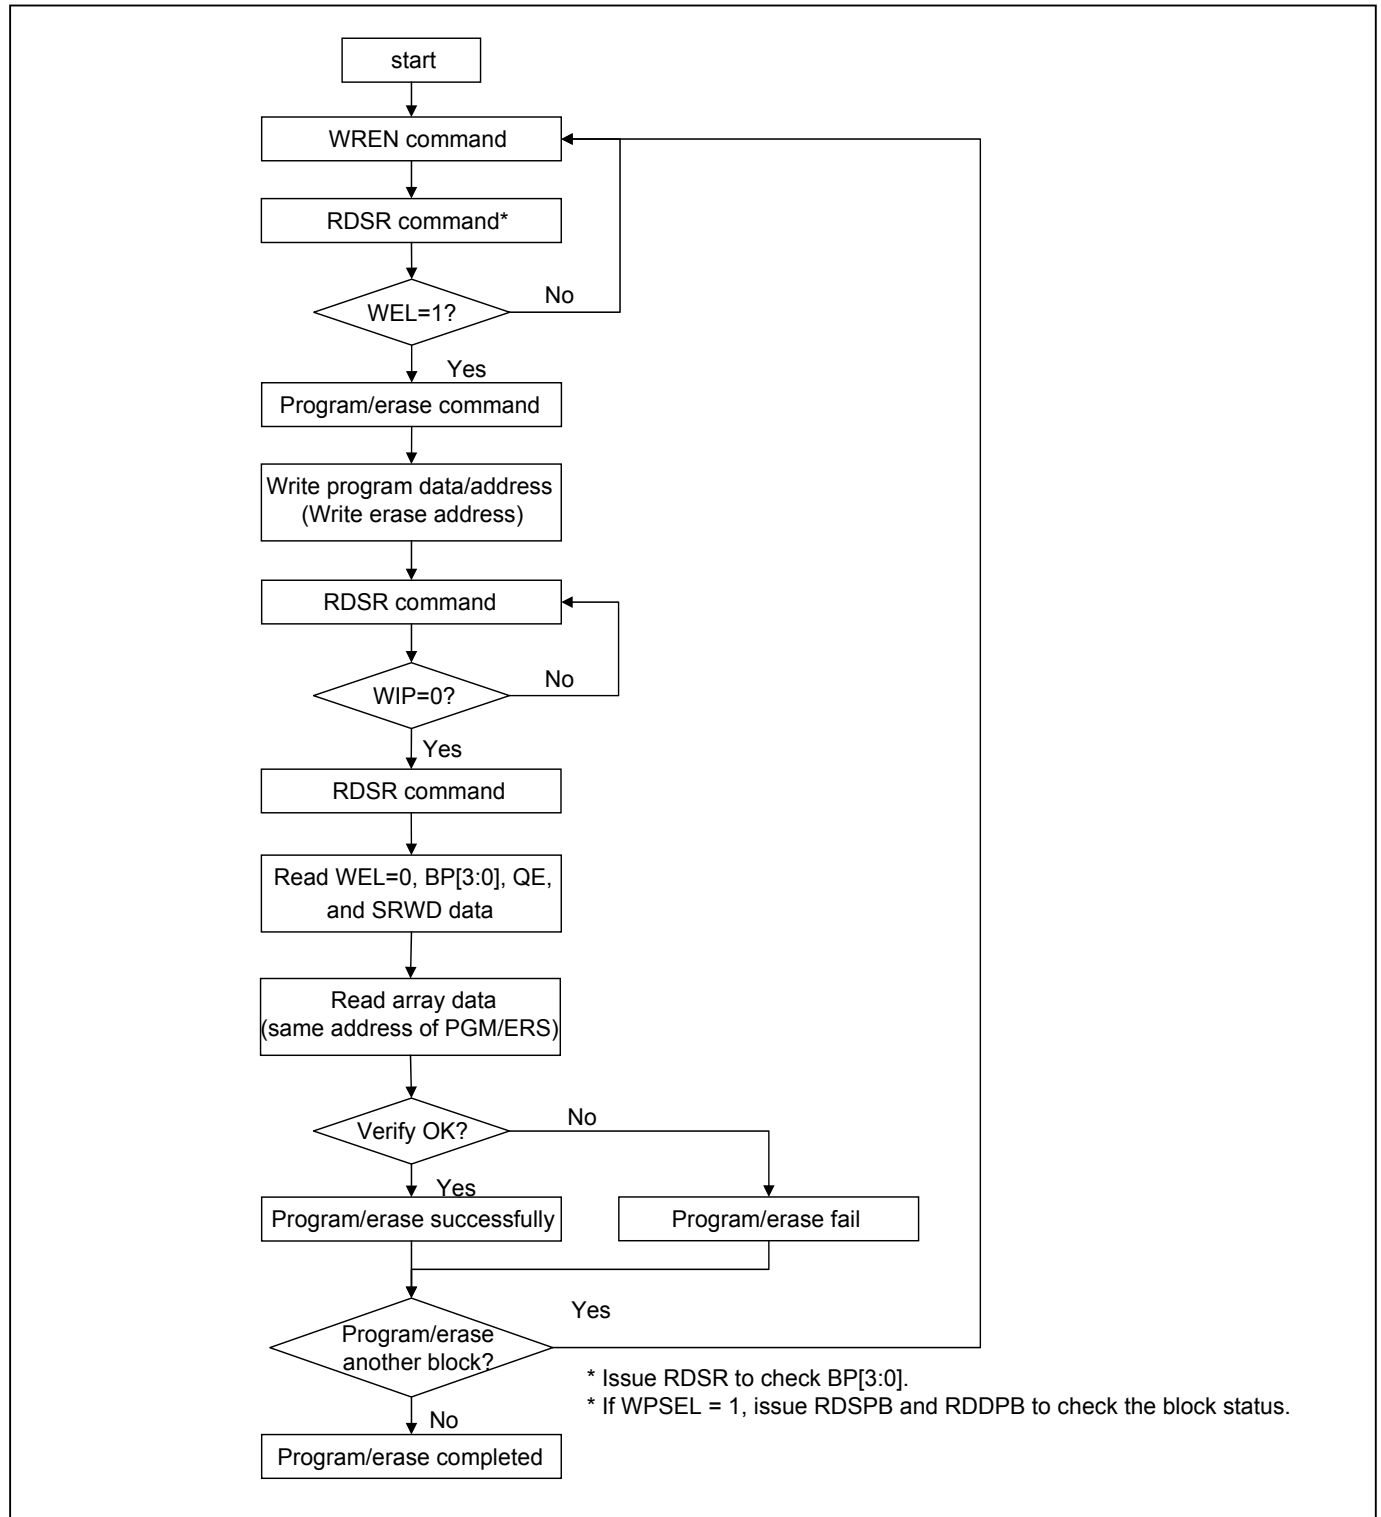 start
WREN command
RDSR command*
WEL=1?
No
Yes
Program/erase command
Write program data/address
(Write erase address)
RDSR command
WIP=0?
No
Yes
RDSR command
Read WEL=0, BP[3:0], QE,
and SRWD data
Read array data
(same address of PGM/ERS)
Verify OK?
No
Yes
Program/erase successfully
Program/erase fail
Program/erase
another block?
Yes
* Issue RDSR to check BP[3:0].
* If WPSEL = 1, issue RDSPB and RDDPB to check the block status.
No
Program/erase completed